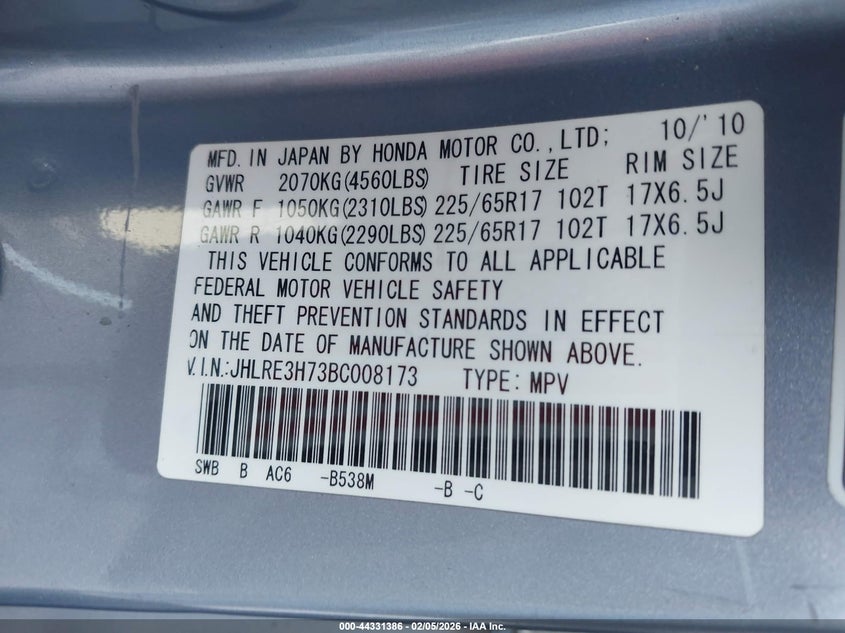 MFD. IN JAPAN BY HONDA MOTOR CO.,LTD; 10/'10
GVWR 2070KG(4560LBS) TIRE SIZE RIM SIZE
GAWR F 1050KG(2310LBS) 225/65R17 102T 17X6.5J
GAWR R 1040KG(2290LBS) 225/65R17 102T 17X6.5J
THIS VEHICLE CONFORMS TO ALL APPLICABLE
FEDERAL MOTOR VEHICLE SAFETY
AND THEFT PREVENTION STANDARDS IN EFFECT
ON THE DATE OF MANUFACTURE SHOWN ABOVE.
V.I.N.:JHLRE3H73BC008173 TYPE: MPV
SWB B AC6 -B538M -B -C
000-44331386 - 02/05/2026 - IAA Inc.